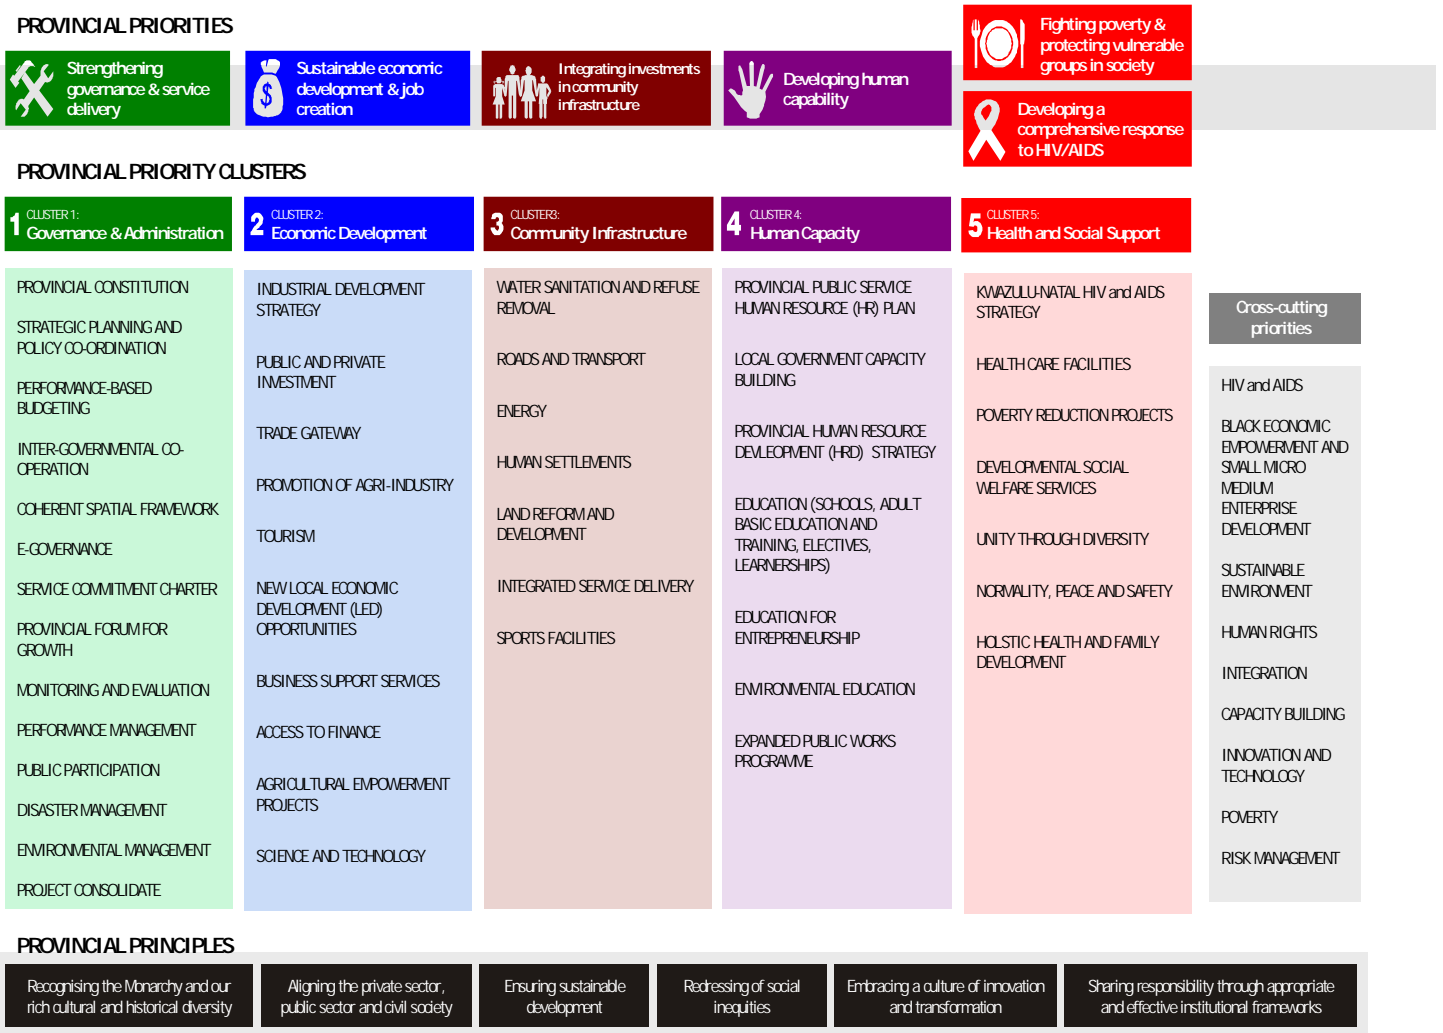 PROVINCIAL PRIORITIES
Strengthening
governance & service
delivery
Sustainable economic
development & job
creation
$
Integrating investments
in community
infrastructure
Developing human
capability
Fighting poverty &
protecting vulnerable
groups in society
Developing a
comprehensive response
to HIV/AIDS
PROVINCIAL PRIORITY CLUSTERS
1 CLUSTER 1:
Governance & Administration
2 CLUSTER 2:
Economic Development
3 CLUSTER3:
Community Infrastructure
4 CLUSTER 4:
Human Capacity
5 CLUSTER 5:
Health and Social Support
PROVINCIAL CONSTITUTION
STRATEGIC PLANNING AND
POLICY CO-ORDINATION
PERFORMANCE-BASED
BUDGETING
INTER-GOVERNMENTAL CO-
OPERATION
COHERENT SPATIAL FRAMEWORK
E-GOVERNANCE
SERVICE COMMITMENT CHARTER
PROVINCIAL FORUM FOR
GROWTH
MONITORING AND EVALUATION
PERFORMANCE MANAGEMENT
PUBLIC PARTICIPATION
DISASTER MANAGEMENT
ENVIRONMENTAL MANAGEMENT
PROJECT CONSOLIDATE
INDUSTRIAL DEVELOPMENT
STRATEGY
PUBLIC AND PRIVATE
INVESTMENT
TRADE GATEWAY
PROMOTION OF AGRI-INDUSTRY
TOURISM
NEW LOCAL ECONOMIC
DEVELOPMENT (LED)
OPPORTUNITIES
BUSINESS SUPPORT SERVICES
ACCESS TO FINANCE
AGRICULTURAL EMPOWERMENT
PROJECTS
SCIENCE AND TECHNOLOGY
WATER SANITATION AND REFUSE
REMOVAL
ROADS AND TRANSPORT
ENERGY
HUMAN SETTLEMENTS
LAND REFORM AND
DEVELOPMENT
INTEGRATED SERVICE DELIVERY
SPORTS FACILITIES
PROVINCIAL PUBLIC SERVICE
HUMAN RESOURCE (HR) PLAN
LOCAL GOVERNMENT CAPACITY
BUILDING
PROVINCIAL HUMAN RESOURCE
DEVLEOPMENT (HRD) STRATEGY
EDUCATION (SCHOOLS, ADULT
BASIC EDUCATION AND
TRAINING, ELECTIVES,
LEARNERSHIPS)
EDUCATION FOR
ENTREPRENEURSHIP
ENVIRONMENTAL EDUCATION
EXPANDED PUBLIC WORKS
PROGRAMME
KWAZULU-NATAL HIV and AIDS
STRATEGY
HEALTH CARE FACILITIES
POVERTY REDUCTION PROJECTS
DEVELOPMENTAL SOCIAL
WELFARE SERVICES
UNITY THROUGH DIVERSITY
NORMALITY, PEACE AND SAFETY
HOLSTIC HEALTH AND FAMILY
DEVELOPMENT
Cross-cutting
priorities
HIV and AIDS
BLACK ECONOMIC
EMPOWERMENT AND
SMALL MICRO
MEDIUM
ENTERPRISE
DEVELOPMENT
SUSTAINABLE
ENVIRONMENT
HUMAN RIGHTS
INTEGRATION
CAPACITY BUILDING
INNOVATION AND
TECHNOLOGY
POVERTY
RISK MANAGEMENT
PROVINCIAL PRINCIPLES
Recognising the Monarchy and our
rich cultural and historical diversity
Aligning the private sector,
public sector and civil society
Ensuring sustainable
development
Redressing of social
inequities
Embracing a culture of innovation
and transformation
Sharing responsibility through appropriate
and effective institutional frameworks